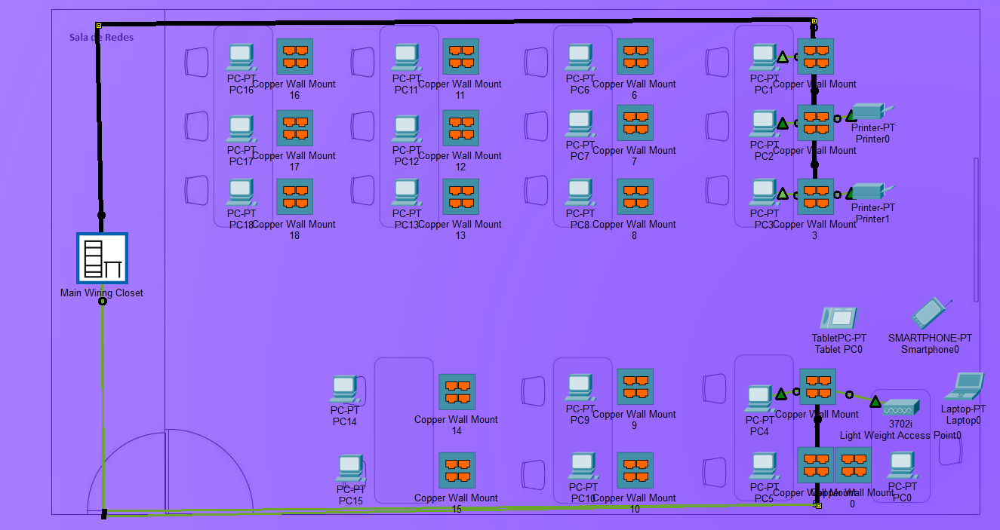 Sala de Redes
PC-PT
PC16
Copper Wall Mount
16
PC-PT
PC11
Copper Wall Mount
11
PC-PT
PC6
Copper Wall Mount
6
PC-PT
PC1
Copper Wall Mount
PC-PT
PC17
Copper Wall Mount
17
PC-PT
PC12
Copper Wall Mount
12
PC-PT
PC7
Copper Wall Mount
7
PC-PT
PC2
Copper Wall Mount
Printer-PT
Printer0
PC-PT
PC18
Copper Wall Mount
18
PC-PT
PC13
Copper Wall Mount
13
PC-PT
PC8
Copper Wall Mount
8
PC-PT
PC3
Copper Wall Mount
3
Printer-PT
Printer1
Main Wiring Closet
TabletPC-PT
Tablet PC0
SMARTPHONE-PT
Smartphone0
PC-PT
PC14
Copper Wall Mount
14
PC-PT
PC9
Copper Wall Mount
9
PC-PT
PC4
Copper Wall Mount
3702i
Light Weight Access Point0
Laptop-PT
Laptop0
PC-PT
PC15
Copper Wall Mount
15
PC-PT
PC10
Copper Wall Mount
10
PC-PT
PC5
Copper Wall Mount
Copper Wall Mount
0
PC-PT
PC0